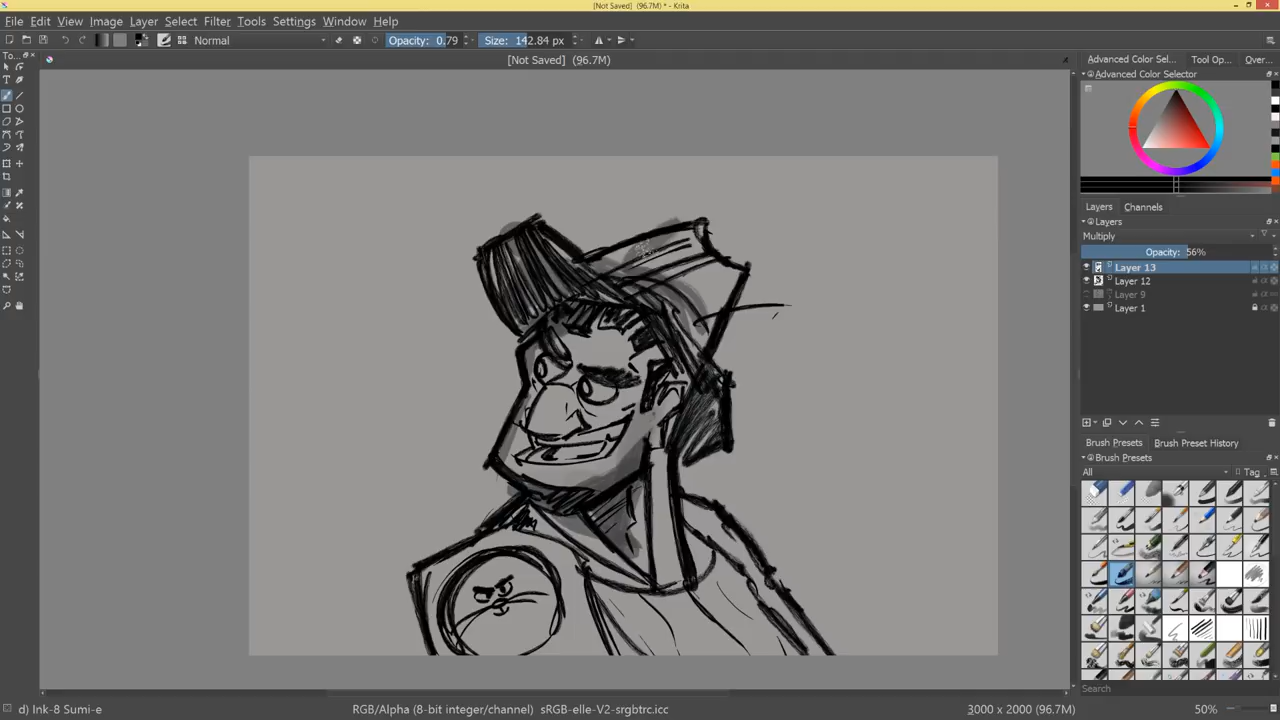 [Not Saved] (96.7M) * - Krita
File Edit View Image Layer Select Filter Tools Settings Window Help
Normal Opacity: 0.79 Size: 142.84 px
To... [Not Saved] (96.7M) Advanced Color Sel... Tool Op... Over...
Advanced Color Selector
Layers Channels
Layers
Multiply
Opacity: 56%
Layer 13
Layer 12
Layer 9
Layer 1
Brush Presets Brush Preset History
Brush Presets
All Tag
Search
d) Ink-8 Sumi-e RGB/Alpha (8-bit integer/channel) sRGB-elle-V2-srgbtrc.icc 3000 x 2000 (96.7M) 50%